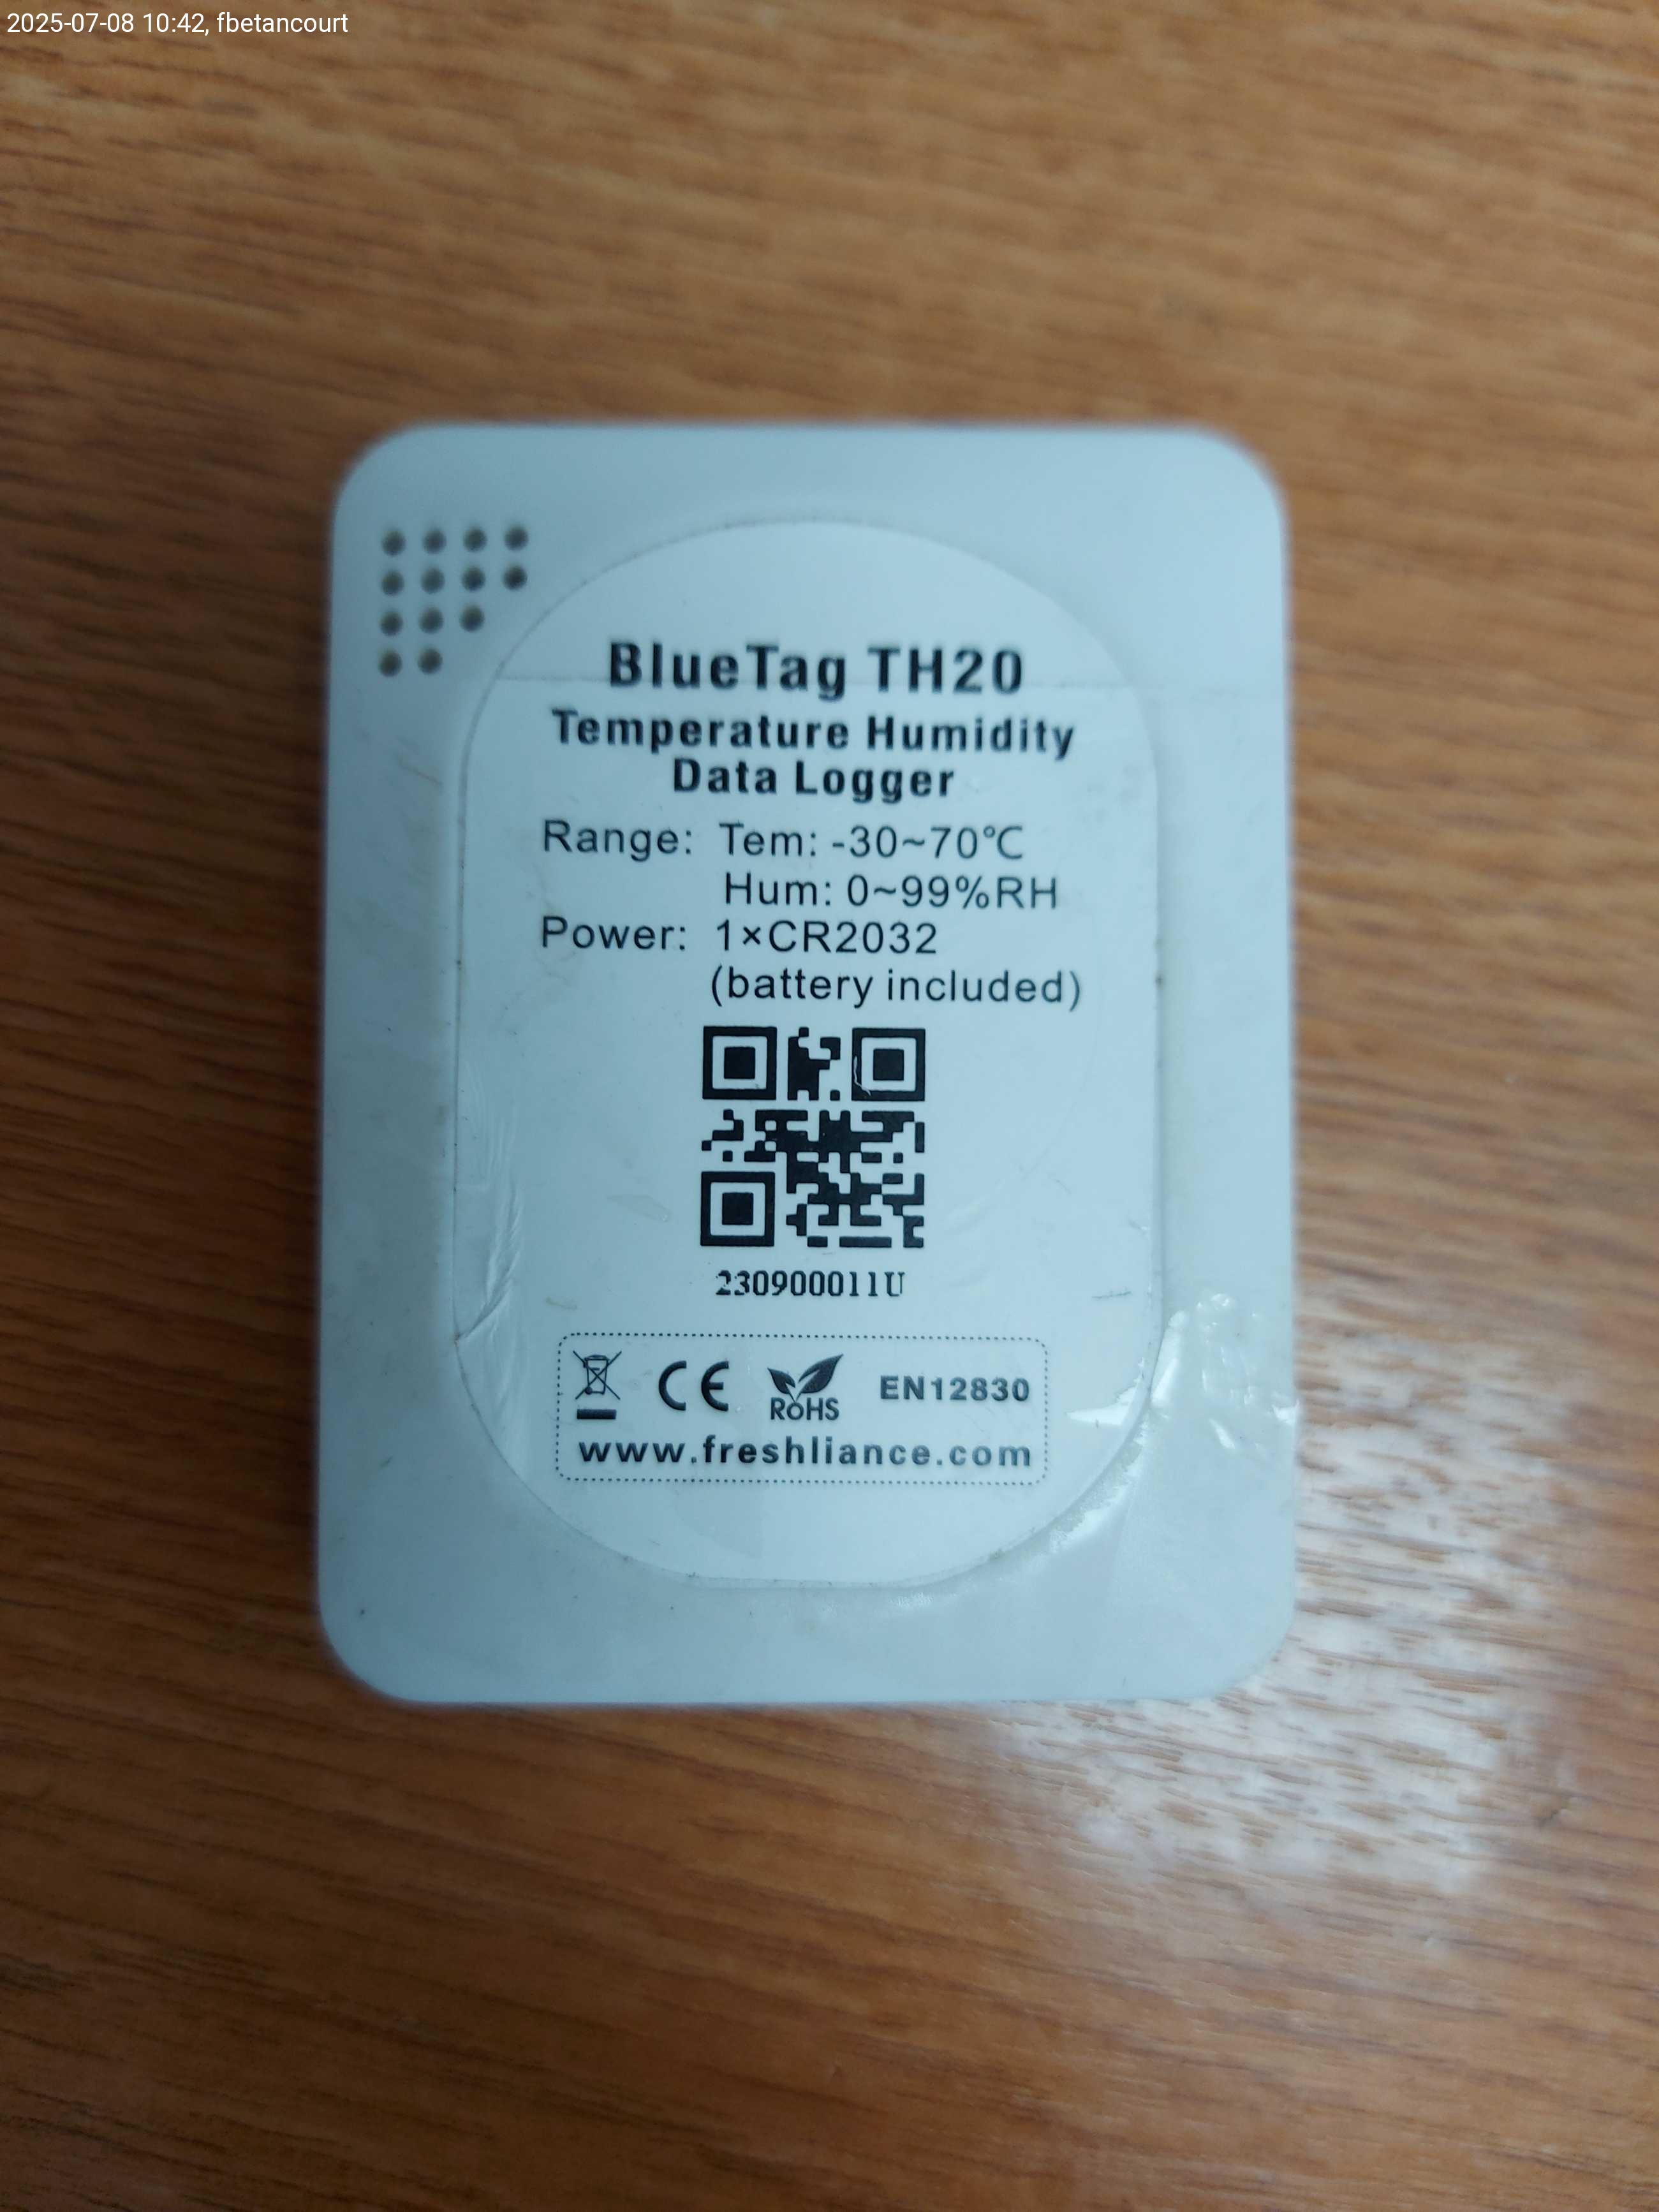 2025-07-08 10:42, fbetancourt
BlueTag TH20
Temperature Humidity
Data Logger
Range: Tem: -30~70℃
Hum: 0~99%RH
Power: 1×CR2032
(battery included)
230900011U
CE RoHS EN12830
www.freshliance.com